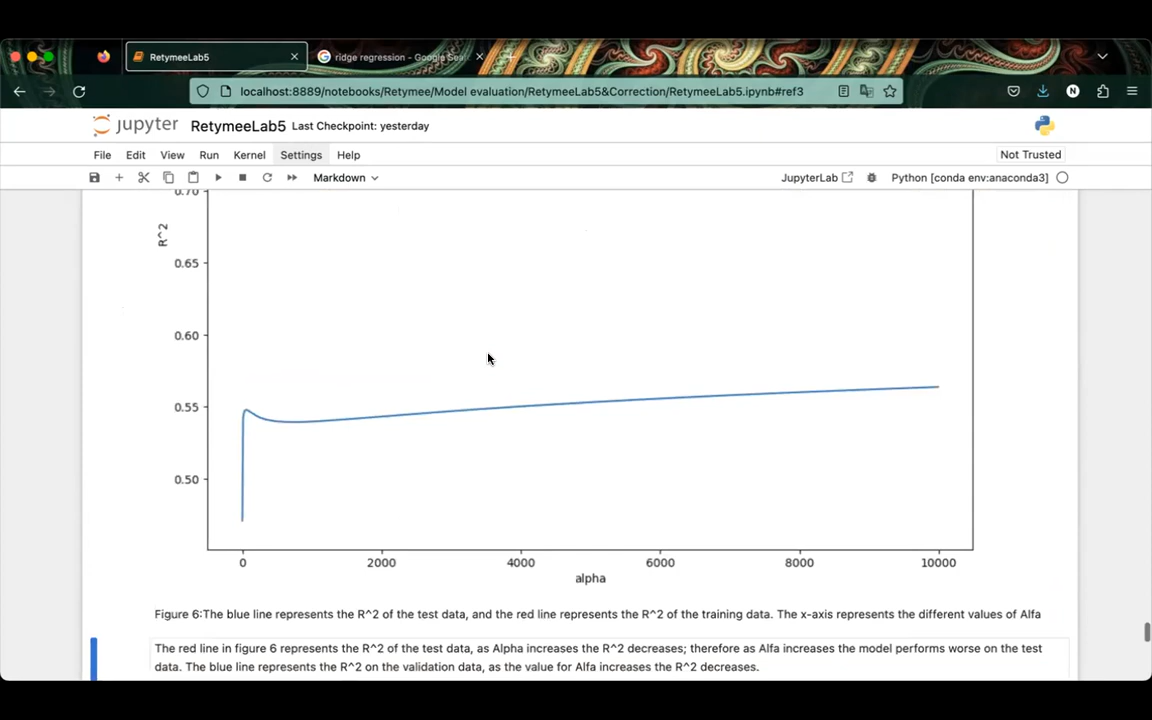 RetymeeLab5
ridge regression - Google Sea
localhost:8889/notebooks/Retymee/Model evaluation/RetymeeLab5&Correction/RetymeeLab5.ipynb#ref3
N
jupyter RetymeeLab5 Last Checkpoint: yesterday
File Edit View Run Kernel Settings Help Not Trusted
Markdown JupyterLab Python [conda env:anaconda3]
0.70
R^2
0.65
0.60
0.55
0.50
0 2000 4000 6000 8000 10000
alpha
Figure 6:The blue line represents the R^2 of the test data, and the red line represents the R^2 of the training data. The x-axis represents the different values of Alfa
The red line in figure 6 represents the R^2 of the test data, as Alpha increases the R^2 decreases; therefore as Alfa increases the model performs worse on the test
data. The blue line represents the R^2 on the validation data, as the value for Alfa increases the R^2 decreases.